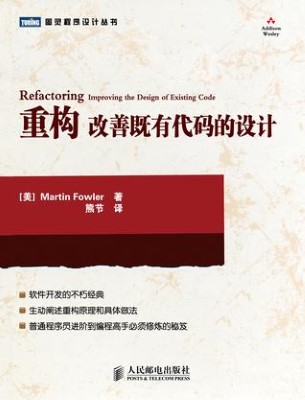 TURING 图灵程序设计丛书
Addison
Wesley
Refactoring Improving the Design of Existing Code
重构 改善既有代码的设计
[美] Martin Fowler 著
熊节 译
软件开发的不朽经典
生动阐述重构原理和具体做法
普通程序员进阶到编程高手必须修炼的秘笈
人民邮电出版社
POSTS & TELECOM PRESS